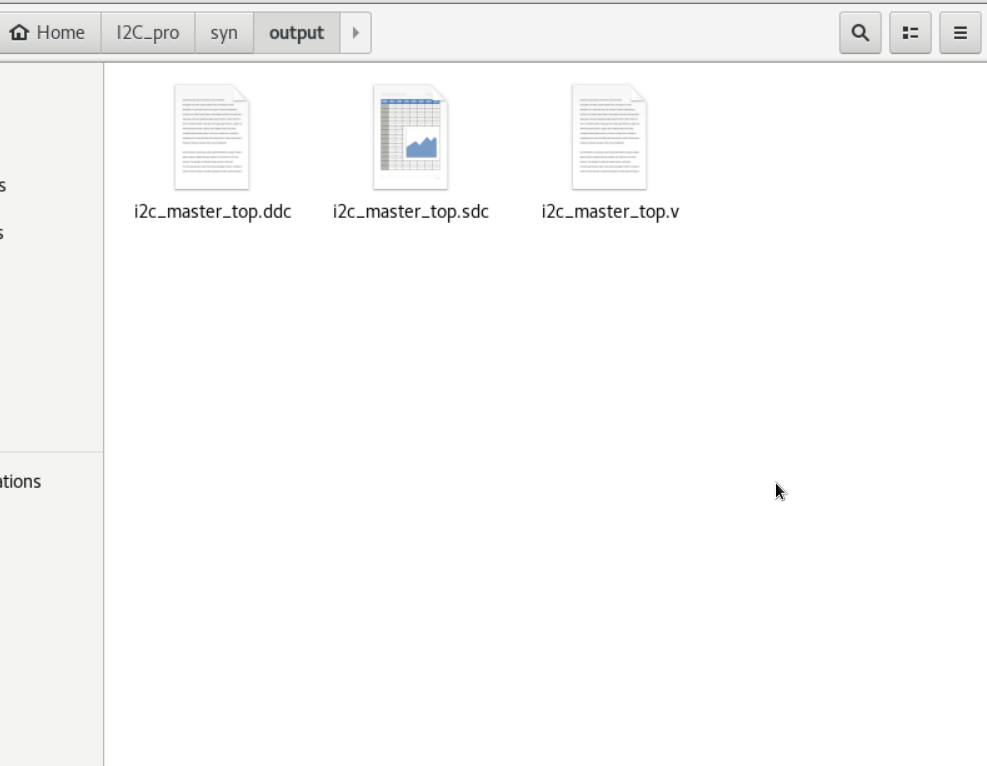 Home I2C_pro syn output
i2c_master_top.ddc i2c_master_top.sdc i2c_master_top.v
s
s
ations